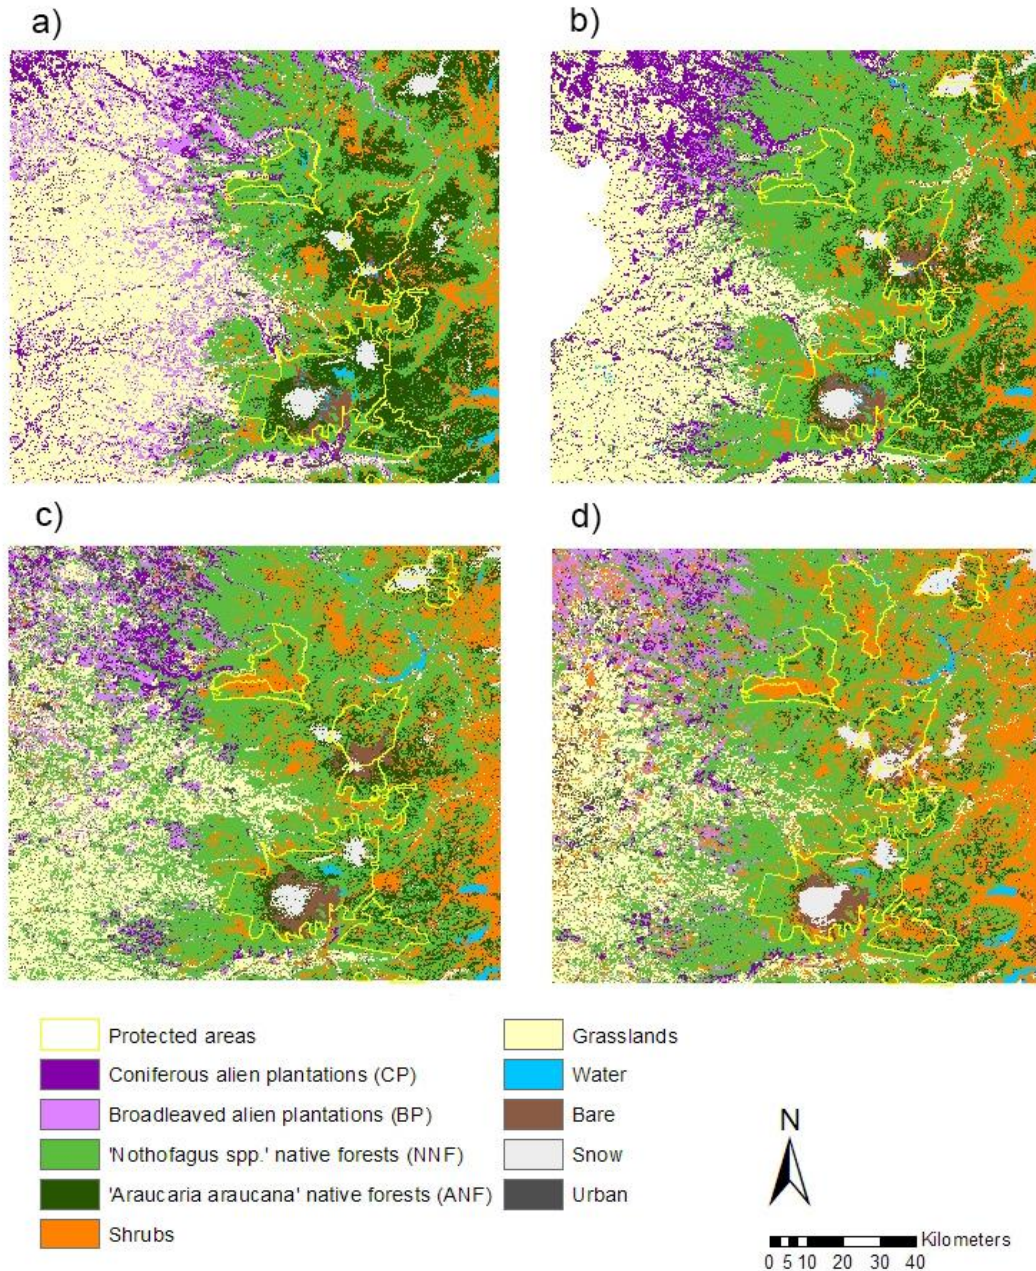 a)
b)
c)
d)
Protected areas
Coniferous alien plantations (CP)
Broadleaved alien plantations (BP)
'Nothofagus spp.' native forests (NNF)
'Araucaria araucana' native forests (ANF)
Shrubs
Grasslands
Water
Bare
Snow
Urban
N
Kilometers
0 5 10 20 30 40